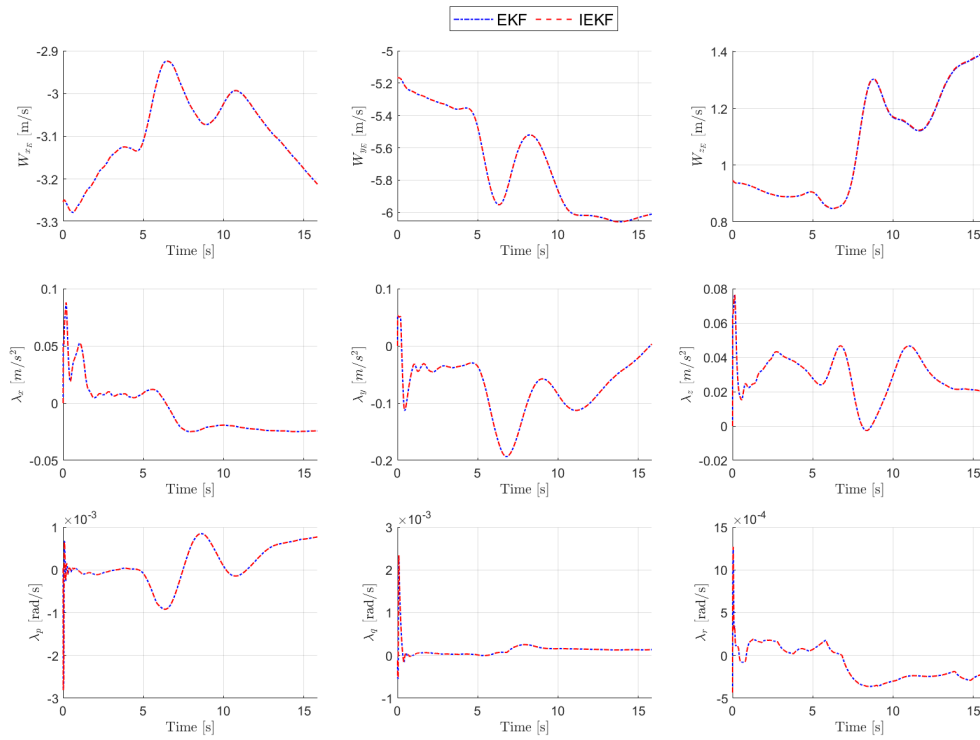 EKF IEKF
-2.9
-3
-3.1
-3.2
-3.3
W_{x_E} [m/s]
0 5 10 15
Time [s]
-5
-5.2
-5.4
-5.6
-5.8
-6
W_{y_E} [m/s]
0 5 10 15
Time [s]
1.4
1.2
1
0.8
W_{z_E} [m/s]
0 5 10 15
Time [s]
0.1
0.05
0
-0.05
λ_x [m/s²]
0 5 10 15
Time [s]
0.1
0
-0.1
-0.2
λ_y [m/s²]
0 5 10 15
Time [s]
0.08
0.06
0.04
0.02
0
-0.02
λ_z [m/s²]
0 5 10 15
Time [s]
×10⁻³
1
0
-1
-2
-3
λ_p [rad/s]
0 5 10 15
Time [s]
×10⁻³
3
2
1
0
-1
λ_q [rad/s]
0 5 10 15
Time [s]
×10⁻⁴
15
10
5
0
-5
λ_r [rad/s]
0 5 10 15
Time [s]